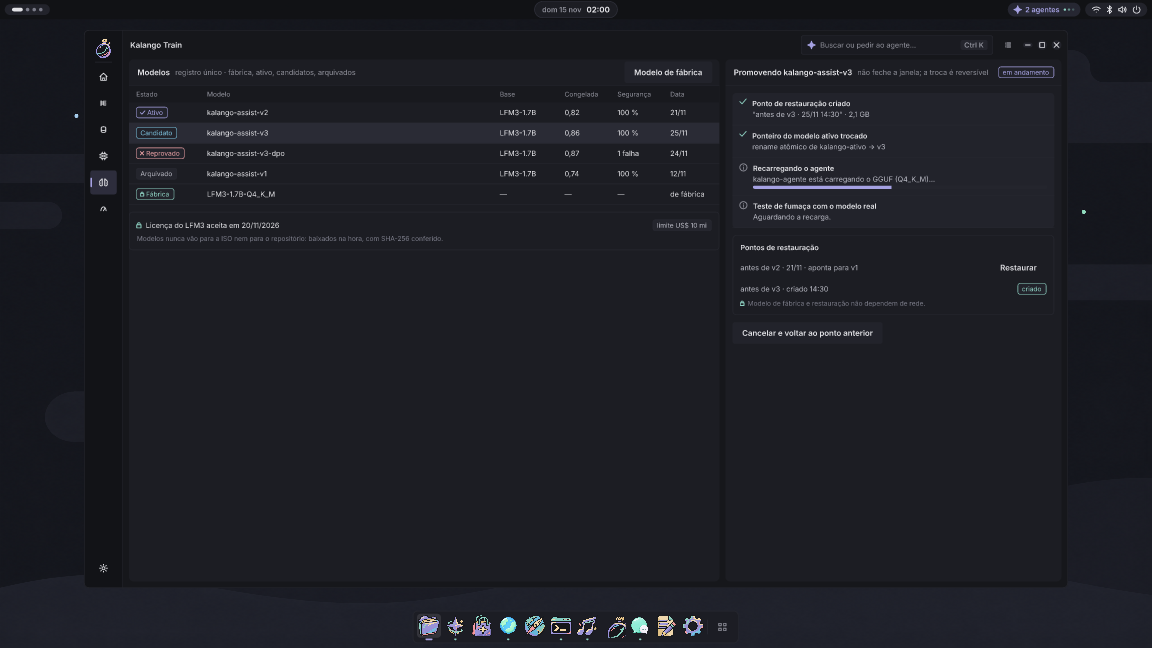 dom 15 nov 02:00
2 agentes
Kalango Train
Buscar ou pedir ao agente... Ctrl K
Modelos registro único · fábrica, ativo, candidatos, arquivados
Modelo de fábrica
Estado Modelo Base Congelada Segurança Data
Ativo kalango-assist-v2 LFM3-1.7B 0,82 100 % 21/11
Candidato kalango-assist-v3 LFM3-1.7B 0,86 100 % 25/11
Reprovado kalango-assist-v3-dpo LFM3-1.7B 0,87 1 falha 24/11
Arquivado kalango-assist-v1 LFM3-1.7B 0,74 100 % 12/11
Fábrica LFM3-1.7B-Q4_K_M — — — de fábrica
Licença do LFM3 aceita em 20/11/2026 limite US$ 10 mi
Modelos nunca vão para a ISO nem para o repositório: baixados na hora, com SHA-256 conferido.
Promovendo kalango-assist-v3 não feche a janela; a troca é reversível em andamento
Ponto de restauração criado
"antes de v3 · 25/11 14:30" · 2,1 GB
Ponteiro do modelo ativo trocado
rename atômico de kalango-ativo → v3
Recarregando o agente
kalango-agente está carregando o GGUF (Q4_K_M)...
Teste de fumaça com o modelo real
Aguardando a recarga.
Pontos de restauração
antes de v2 · 21/11 · aponta para v1 Restaurar
antes de v3 · criado 14:30 criado
Modelo de fábrica e restauração não dependem de rede.
Cancelar e voltar ao ponto anterior